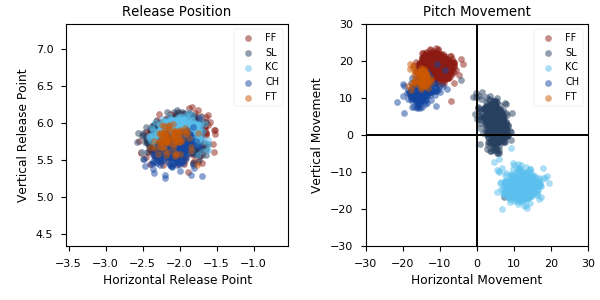 Release Position
Vertical Release Point
7.0
6.5
6.0
5.5
5.0
4.5
−3.5 −3.0 −2.5 −2.0 −1.5 −1.0
Horizontal Release Point
FF
SL
KC
CH
FT
Pitch Movement
Vertical Movement
30
20
10
0
−10
−20
−30
−30 −20 −10 0 10 20 30
Horizontal Movement
FF
SL
KC
CH
FT